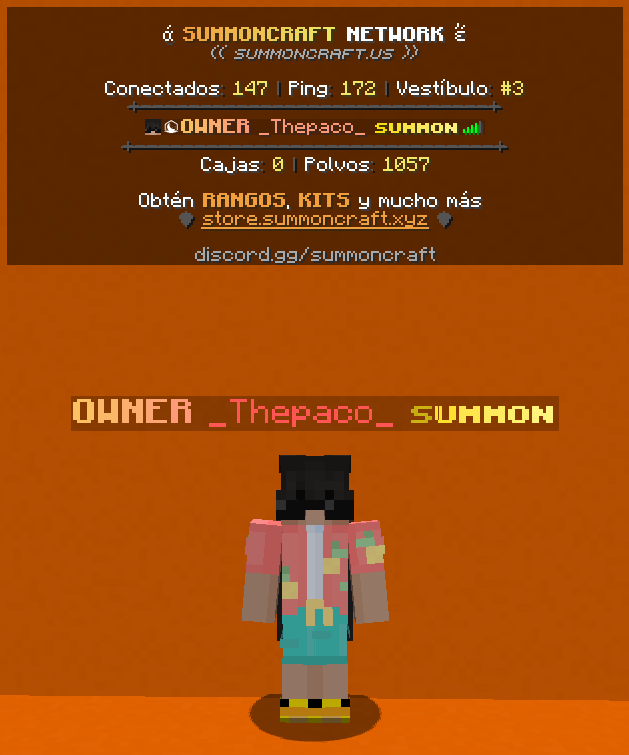 ά SUMMONCRAFT NETWORK έ
(( SUMMONCRAFT.US ))
Conectados: 147 | Ping: 172 | Vestíbulo: #3
OWNER _Thepaco_ SUMMON
Cajas: 0 | Polvos: 1057
Obtén RANGOS, KITS y mucho más
store.summoncraft.xyz
discord.gg/summoncraft
OWNER _Thepaco_ SUMMON